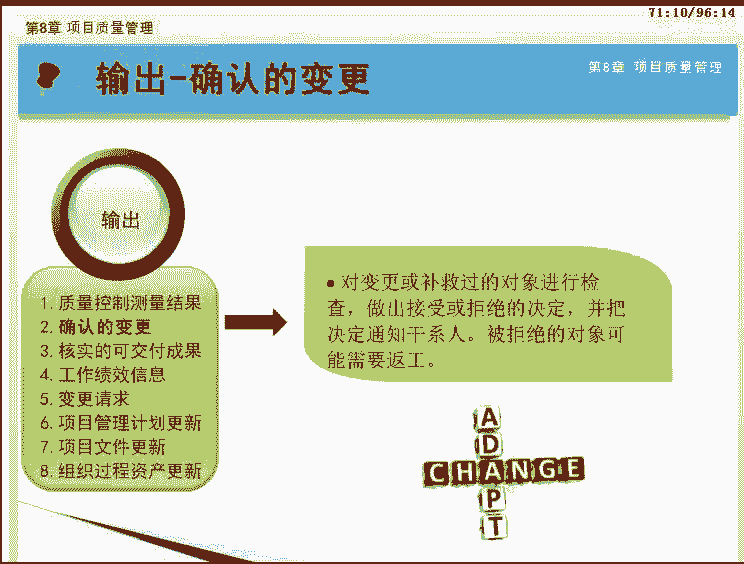 71:10/96:14
第8章 项目质量管理
输出-确认的变更
第8章 项目质量管理
输出
1. 质量控制测量结果
2. 确认的变更
3. 核实的可交付成果
4. 工作绩效信息
5. 变更请求
6. 项目管理计划更新
7. 项目文件更新
8. 组织过程资产更新
• 对变更或补救过的对象进行检
查，做出接受或拒绝的决定，并把
决定通知干系人。被拒绝的对象可
能需要返工。
ADAPT
CHANGE